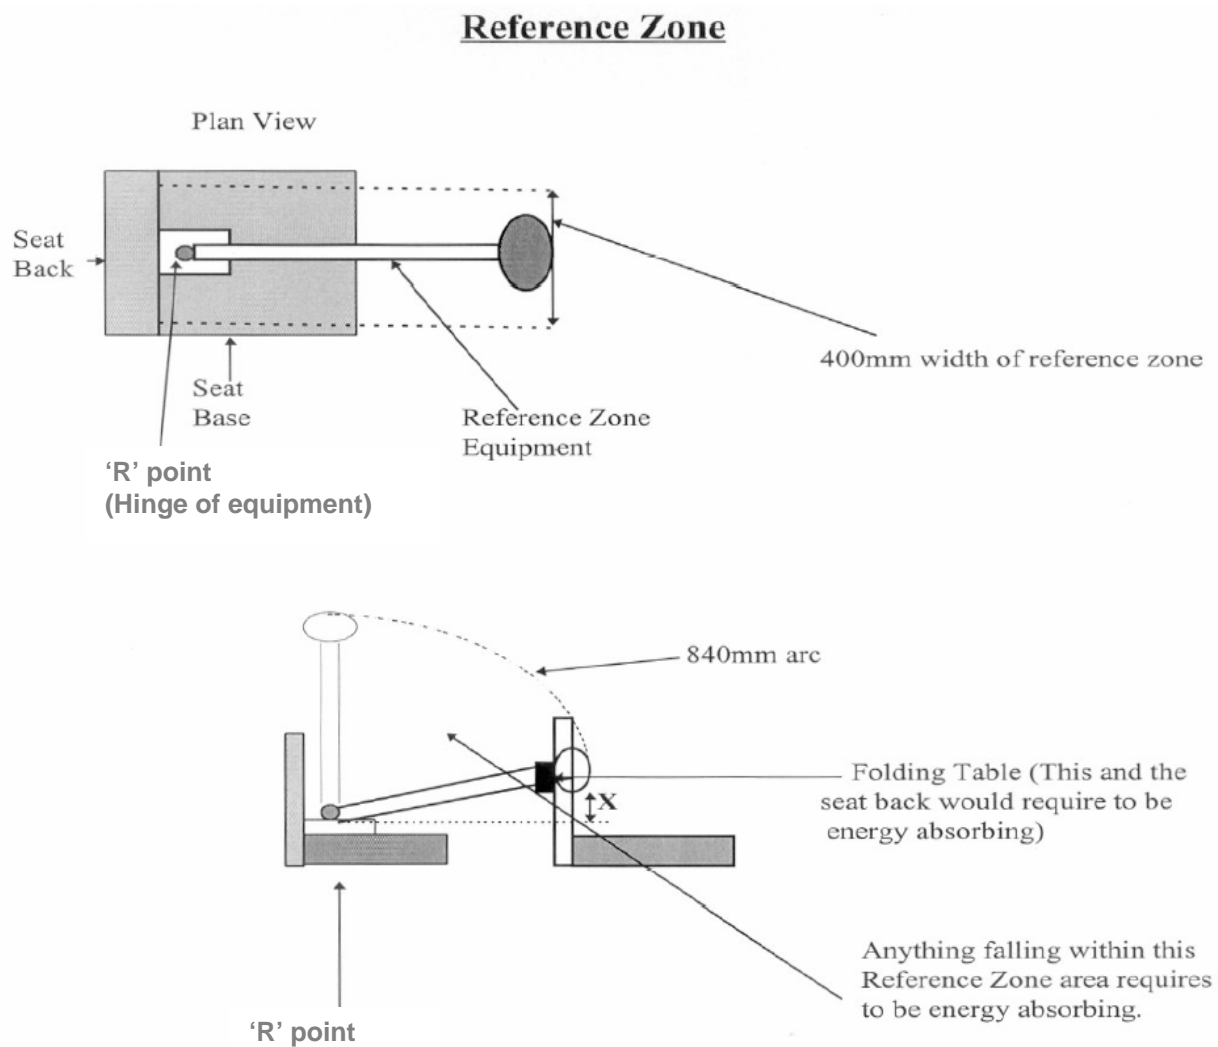 Reference Zone
Plan View
Seat
Back
Seat
Base
400mm width of reference zone
Reference Zone
Equipment
‘R’ point
(Hinge of equipment)
840mm arc
X
Folding Table (This and the
seat back would require to be
energy absorbing)
Anything falling within this
Reference Zone area requires
to be energy absorbing.
‘R’ point